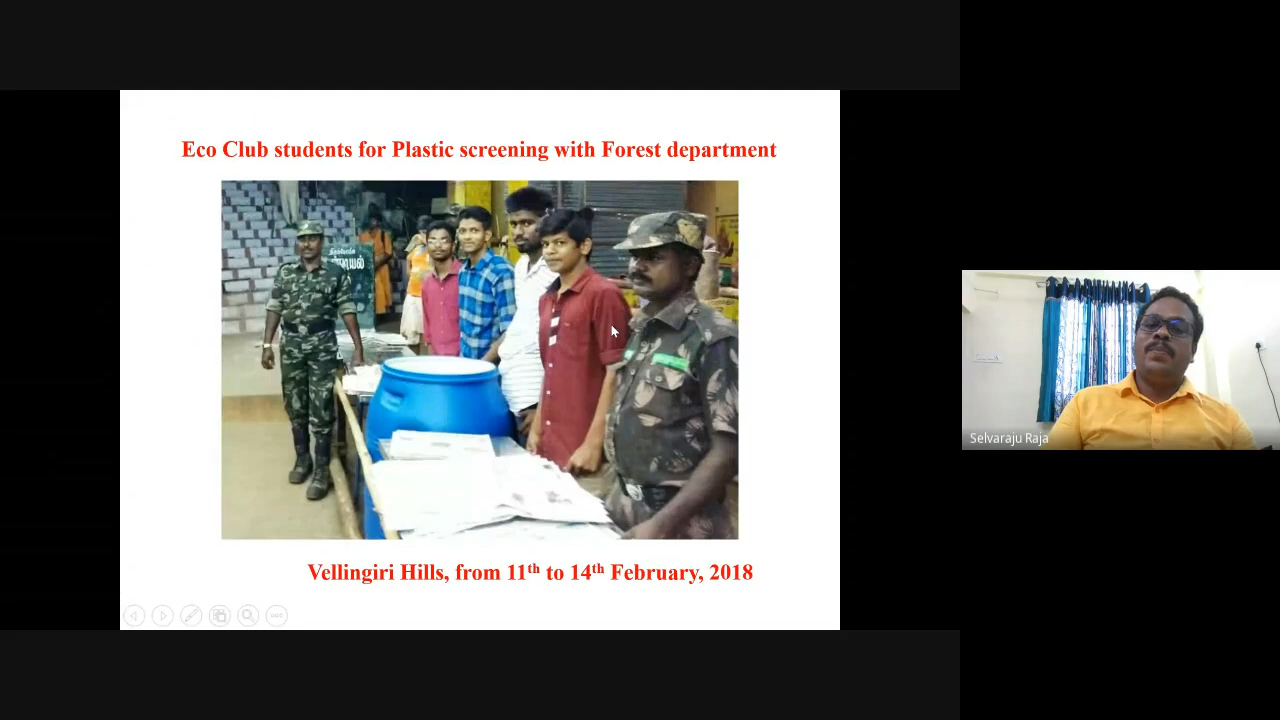 Eco Club students for Plastic screening with Forest department
Vellingiri Hills, from 11th to 14th February, 2018
Selvaraju Raja